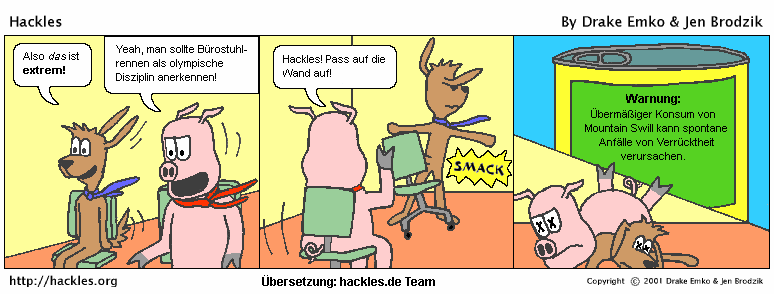 Hackles
By Drake Emko & Jen Brodzik
Also das ist
extrem!
Yeah, man sollte Bürostuhl-
rennen als olympische
Disziplin anerkennen!
Hackles! Pass auf die
Wand auf!
SMACK
Warnung:
Übermäßiger Konsum von
Mountain Swill kann spontane
Anfälle von Verrücktheit
verursachen.
http://hackles.org
Übersetzung: hackles.de Team
Copyright © 2001 Drake Emko & Jen Brodzik